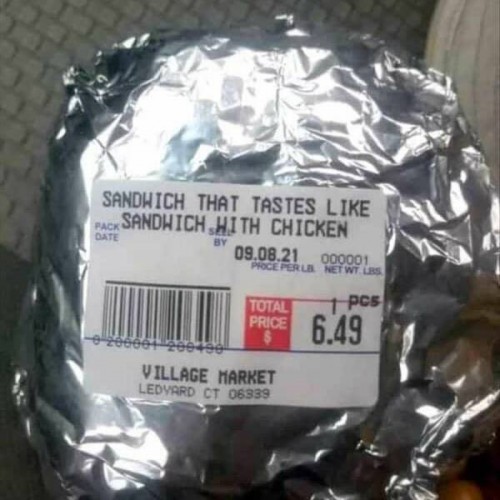 SANDWICH THAT TASTES LIKE
SANDWICH WITH CHICKEN
PACK DATE
SELL BY
09.08.21
000001
PRICE PER LB.
NET WT. LBS.
TOTAL PRICE $
1 PCS
6.49
0 200001 200490
VILLAGE MARKET
LEDYARD CT 06339